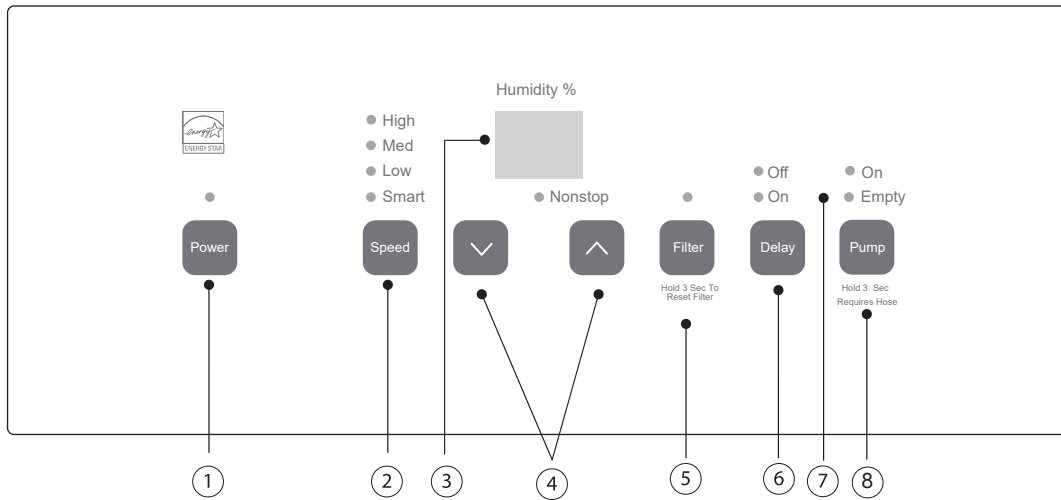 Humidity %
energy
ENERGY STAR
High
Med
Low
Smart
Nonstop
Off
On
On
Empty
Power
Speed
Filter
Delay
Pump
Hold 3 Sec To
Reset Filter
Hold 3 Sec
Requires Hose
1
2
3
4
5
6
7
8